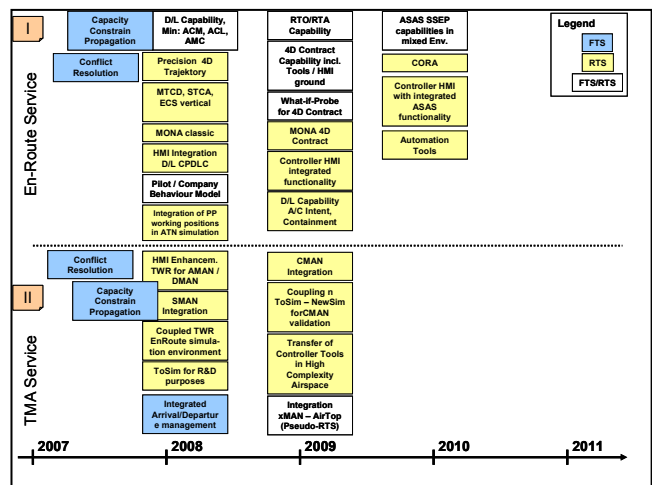 I
En-Route Service
Capacity
Constrain
Propagation
Conflict
Resolution
D/L Capability,
Min: ACM, ACL,
AMC
Precision 4D
Trajektory
MTCD, STCA,
ECS vertical
MONA classic
HMI Integration
D/L CPDLC
Pilot / Company
Behaviour Model
Integration of PP
working positions
in ATN simulation
RTO/RTA
Capability
4D Contract
Capability incl.
Tools / HMI
ground
What-if-Probe
for 4D Contract
MONA 4D
Contract
Controller HMI
integrated
functionality
D/L Capability
A/C Intent,
Containment
ASAS SSEP
capabilities in
mixed Env.
CORA
Controller HMI
with integrated
ASAS
functionality
Automation
Tools
Legend
FTS
RTS
FTS/RTS
II
TMA Service
Conflict
Resolution
Capacity
Constrain
Propagation
HMI Enhancem.
TWR for AMAN /
DMAN
SMAN
Integration
Coupled TWR
EnRoute simula-
tion environment
ToSim for R&D
purposes
Integrated
Arrival/Departur
e management
CMAN
Integration
Coupling n
ToSim – NewSim
forCMAN
validation
Transfer of
Controller Tools
in High
Complexity
Airspace
Integration
xMAN – AirTop
(Pseudo-RTS)
2007
2008
2009
2010
2011